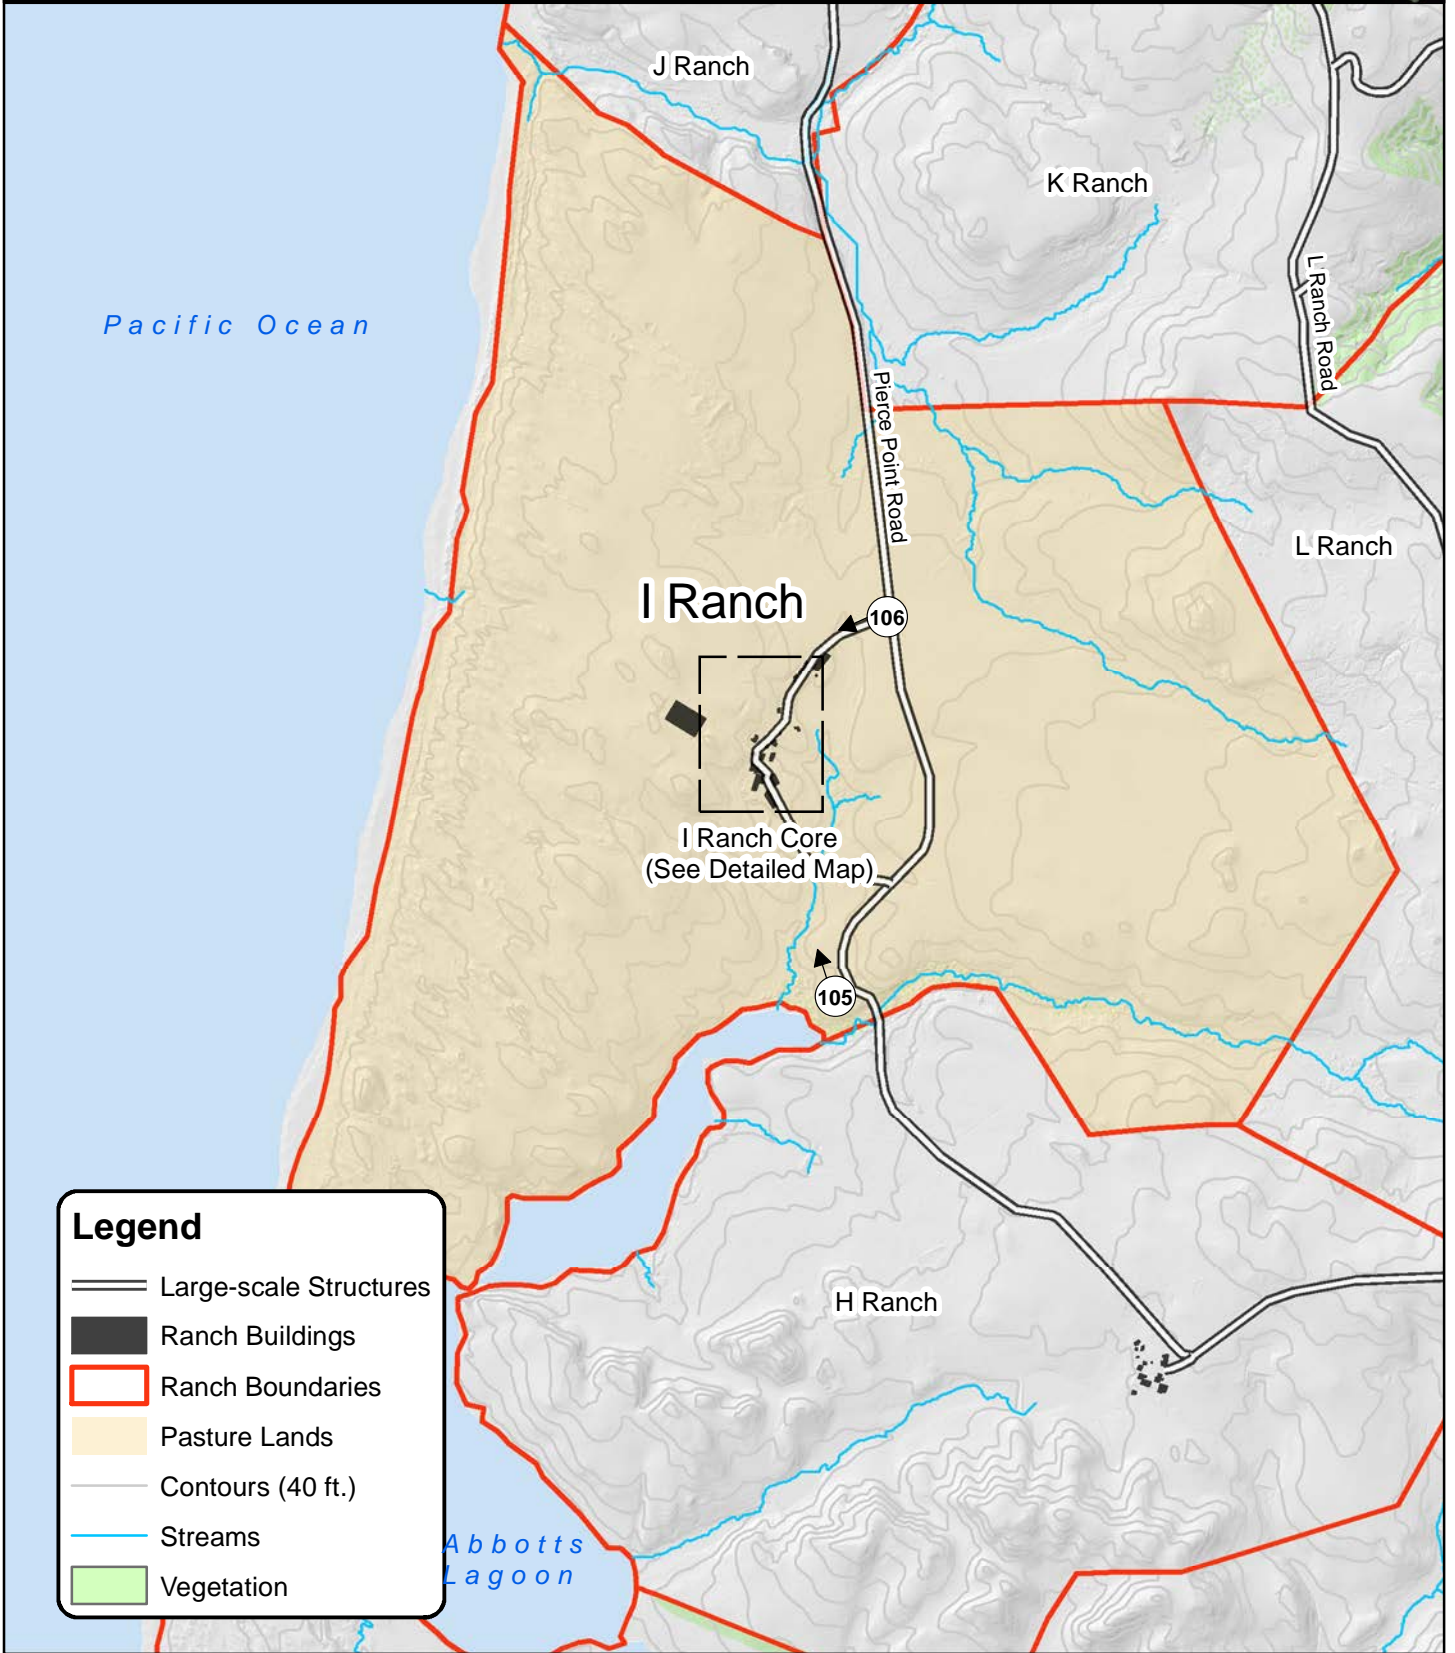 J Ranch
K Ranch
L Ranch Road
Pacific Ocean
Pierce Point Road
L Ranch
I Ranch
106
I Ranch Core
(See Detailed Map)
105
H Ranch
Legend
Large-scale Structures
Ranch Buildings
Ranch Boundaries
Pasture Lands
Contours (40 ft.)
Streams
Vegetation
Abbotts
Lagoon